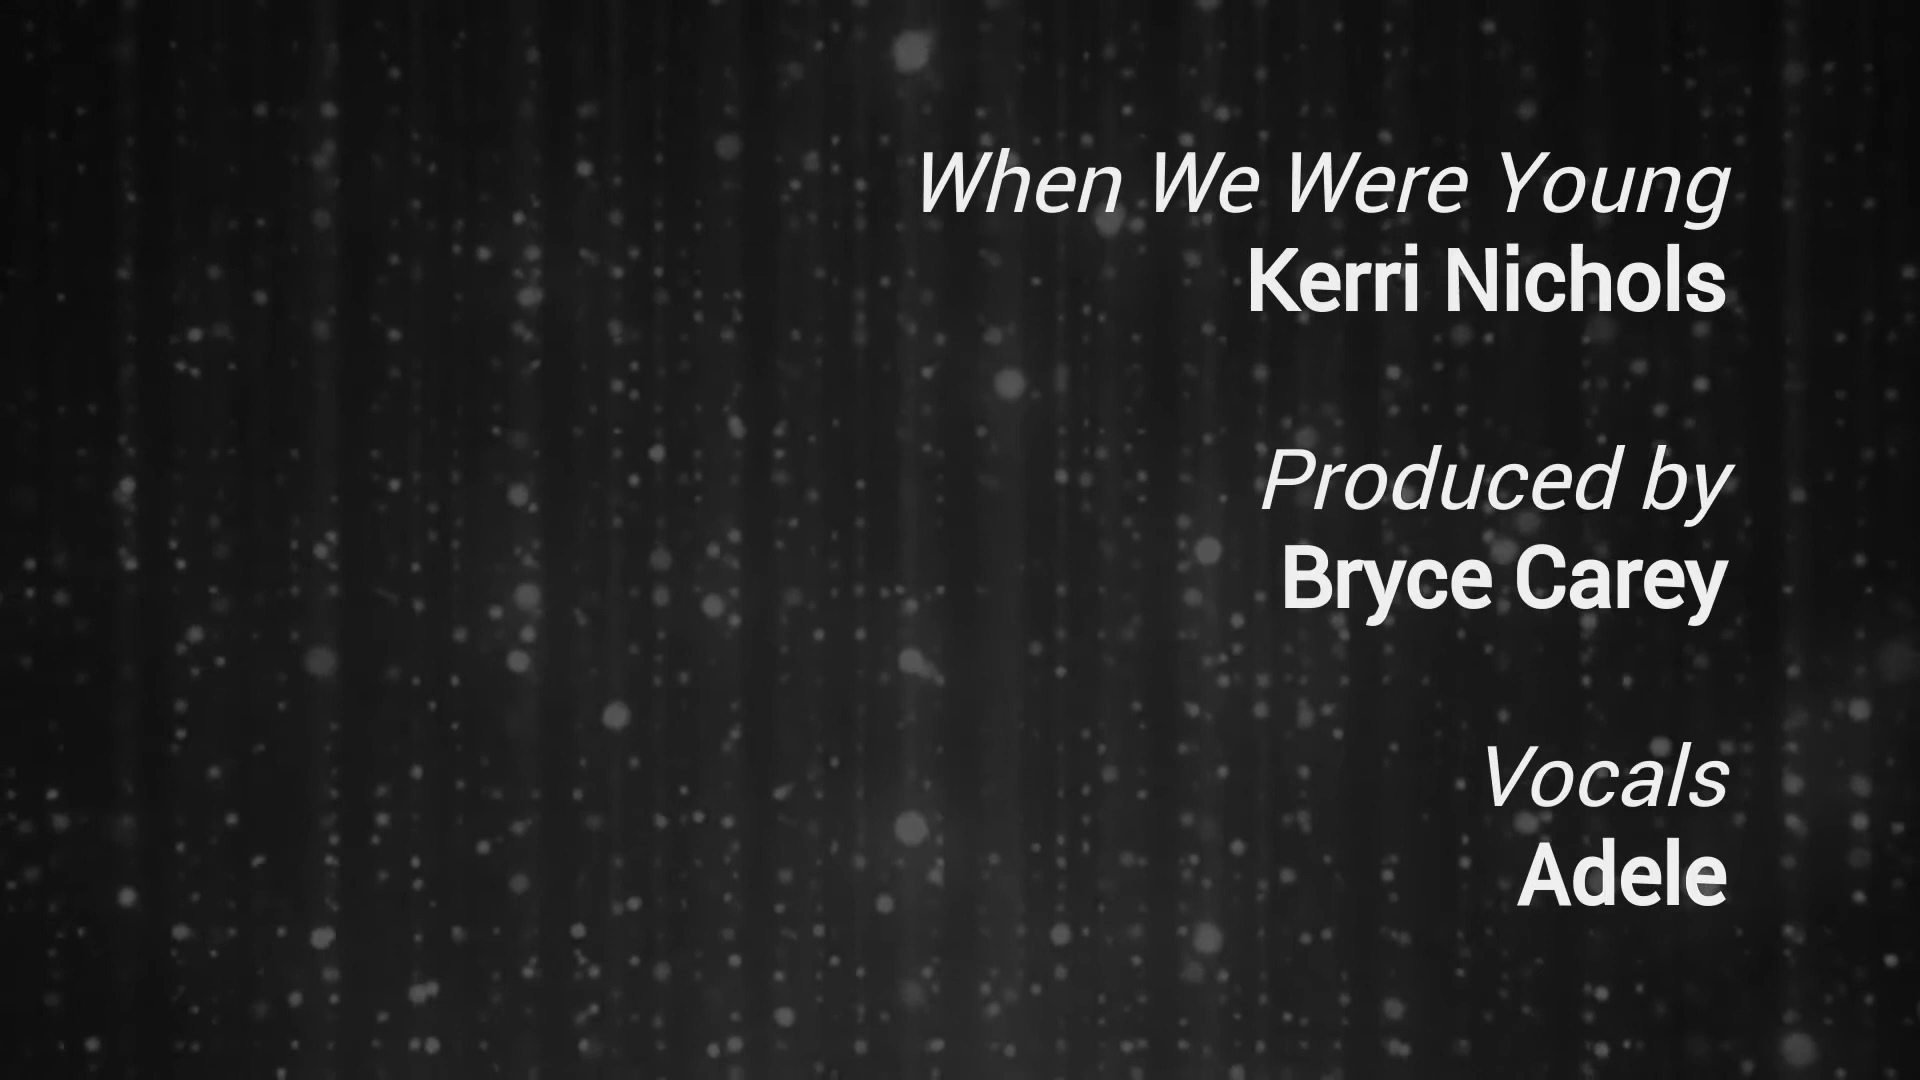 When We Were Young
Kerri Nichols
Produced by
Bryce Carey
Vocals
Adele